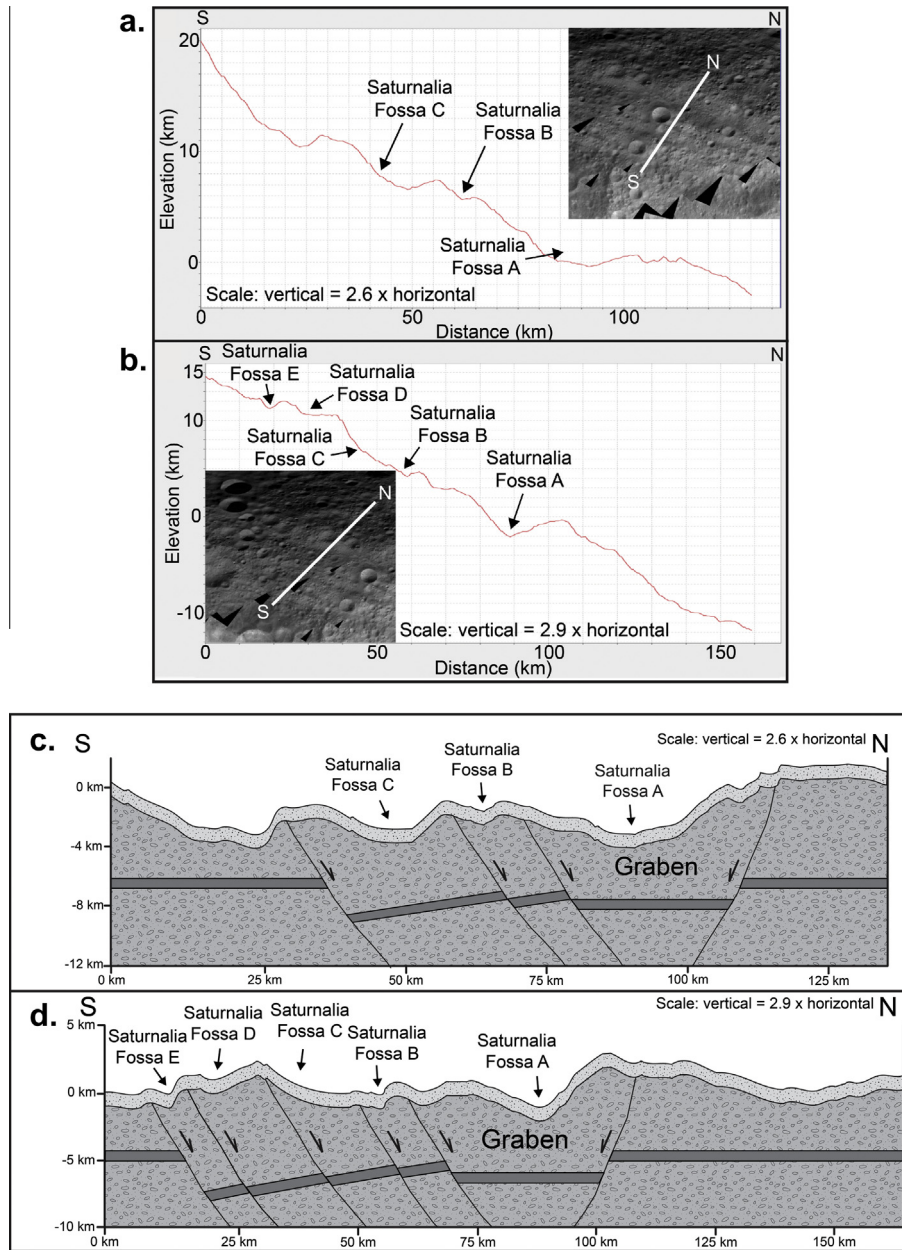 a.
S
N
20
10
0
Elevation (km)
Saturnalia
Fossa C
Saturnalia
Fossa B
Saturnalia
Fossa A
N
S
Scale: vertical = 2.6 x horizontal
0
50
100
Distance (km)
b.
S
N
15
10
0
-10
Elevation (km)
Saturnalia
Fossa E
Saturnalia
Fossa D
Saturnalia
Fossa C
Saturnalia
Fossa B
Saturnalia
Fossa A
N
S
Scale: vertical = 2.9 x horizontal
0
50
100
150
Distance (km)
c.
S
N
Scale: vertical = 2.6 x horizontal
Saturnalia
Fossa C
Saturnalia
Fossa B
Saturnalia
Fossa A
0 km
-4 km
-8 km
-12 km
Graben
0 km
25 km
50 km
75 km
100 km
125 km
d.
S
N
Scale: vertical = 2.9 x horizontal
Saturnalia
Fossa E
Saturnalia
Fossa D
Saturnalia
Fossa C
Saturnalia
Fossa B
Saturnalia
Fossa A
5 km
0 km
-5 km
-10 km
Graben
0 km
25 km
50 km
75 km
100 km
125 km
150 km